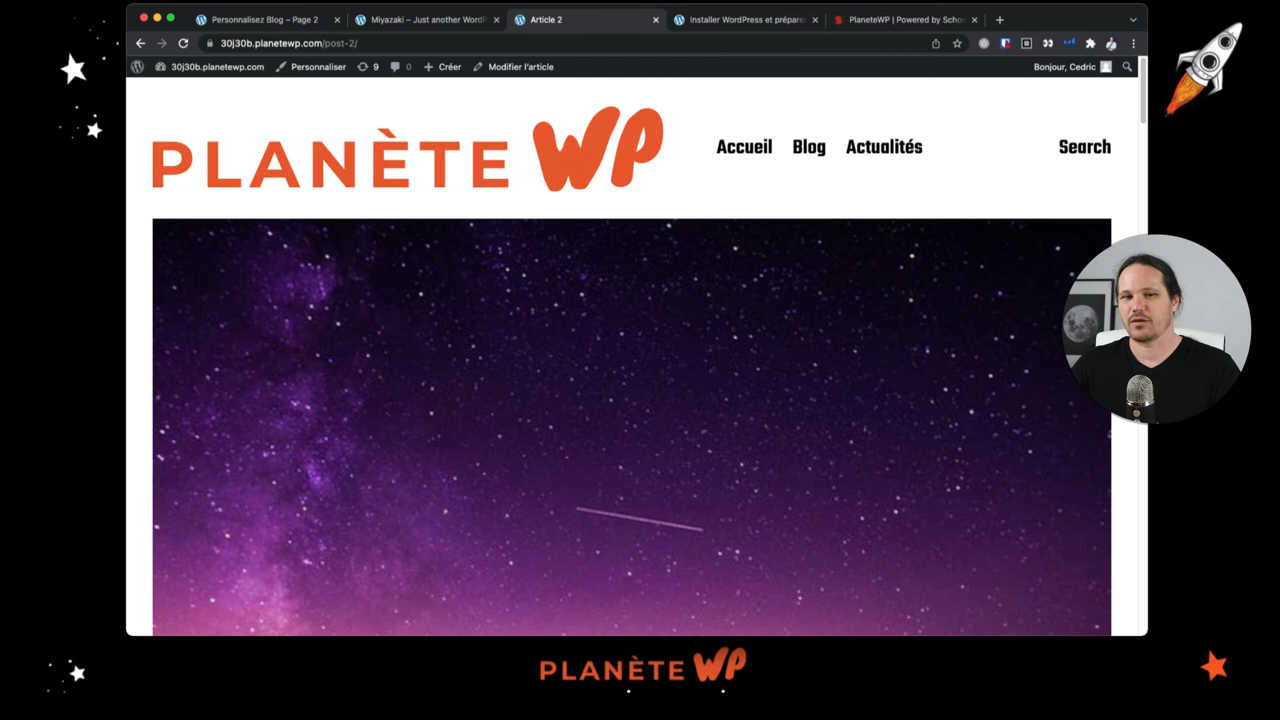 Personnalisez Blog – Page 2
Miyazaki – Just another WordP
Article 2
Installer WordPress et prépare
PlaneteWP | Powered by Scho
30j30b.planetewp.com/post-2/
30j30b.planetewp.com
Personnaliser
9
0
Créer
Modifier l'article
Bonjour, Cedric
PLANÈTE WP
Accueil
Blog
Actualités
Search
PLANÈTE WP